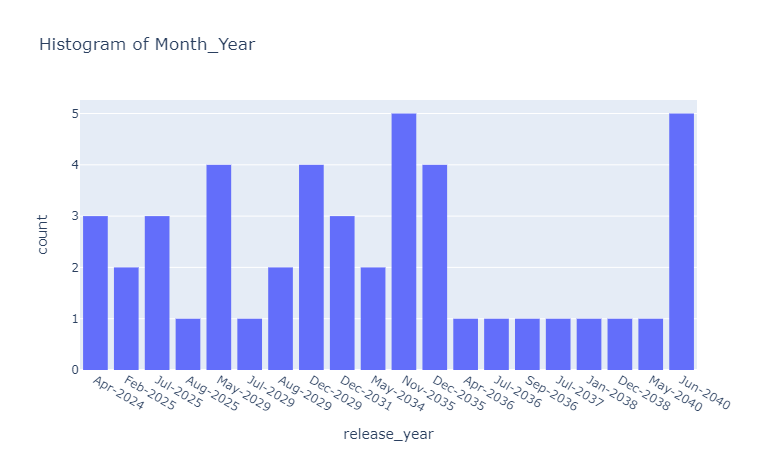 Histogram of Month_Year
count
5
4
3
2
1
0
Apr-2024
Feb-2025
Jul-2025
Aug-2025
May-2029
Jul-2029
Aug-2029
Dec-2029
Dec-2031
May-2034
Nov-2035
Dec-2035
Apr-2036
Jul-2036
Sep-2036
Jul-2037
Jan-2038
Dec-2038
May-2040
Jun-2040
release_year